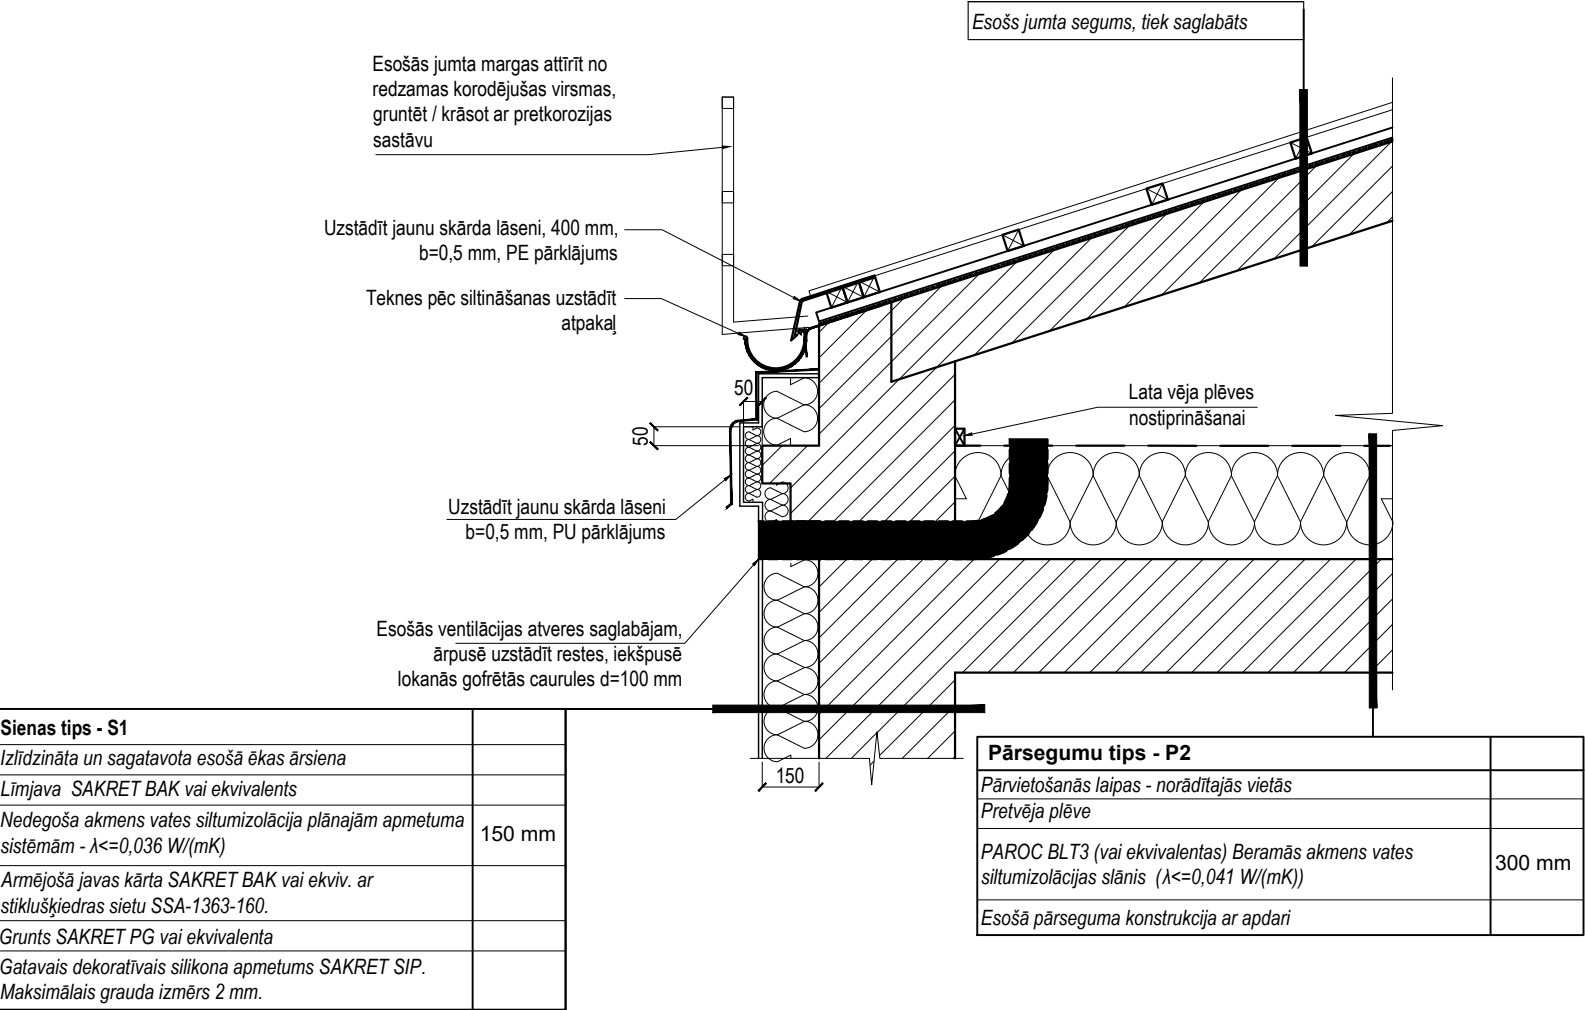 Esošs jumta segums, tiek saglabāts
Esošās jumta margas attīrīt no
redzamas korodējušas virsmas,
gruntēt / krāsot ar pretkorozijas
sastāvu
Uzstādīt jaunu skārda lāseni, 400 mm,
b=0,5 mm, PE pārklājums
Teknes pēc siltināšanas uzstādīt
atpakaļ
50
50
Lata vēja plēves
nostiprināšanai
Uzstādīt jaunu skārda lāseni
b=0,5 mm, PU pārklājums
Esošās ventilācijas atveres saglabājam,
ārpusē uzstādīt restes, iekšpusē
lokanās gofrētās caurules d=100 mm
150
Sienas tips - S1
Izlīdzināta un sagatavota esošā ēkas ārsiena
Līmjava SAKRET BAK vai ekvivalents
Nedegoša akmens vates siltumizolācija plānajām apmetuma
sistēmām - λ<=0,036 W/(mK)
150 mm
Armējošā javas kārta SAKRET BAK vai ekviv. ar
stiklušķiedras sietu SSA-1363-160.
Grunts SAKRET PG vai ekvivalenta
Gatavais dekoratīvais silikona apmetums SAKRET SIP.
Maksimālais grauda izmērs 2 mm.
Pārsegumu tips - P2
Pārvietošanās laipas - norādītajās vietās
Pretvēja plēve
PAROC BLT3 (vai ekvivalentas) Beramās akmens vates
siltumizolācijas slānis (λ<=0,041 W/(mK))
300 mm
Esošā pārseguma konstrukcija ar apdari